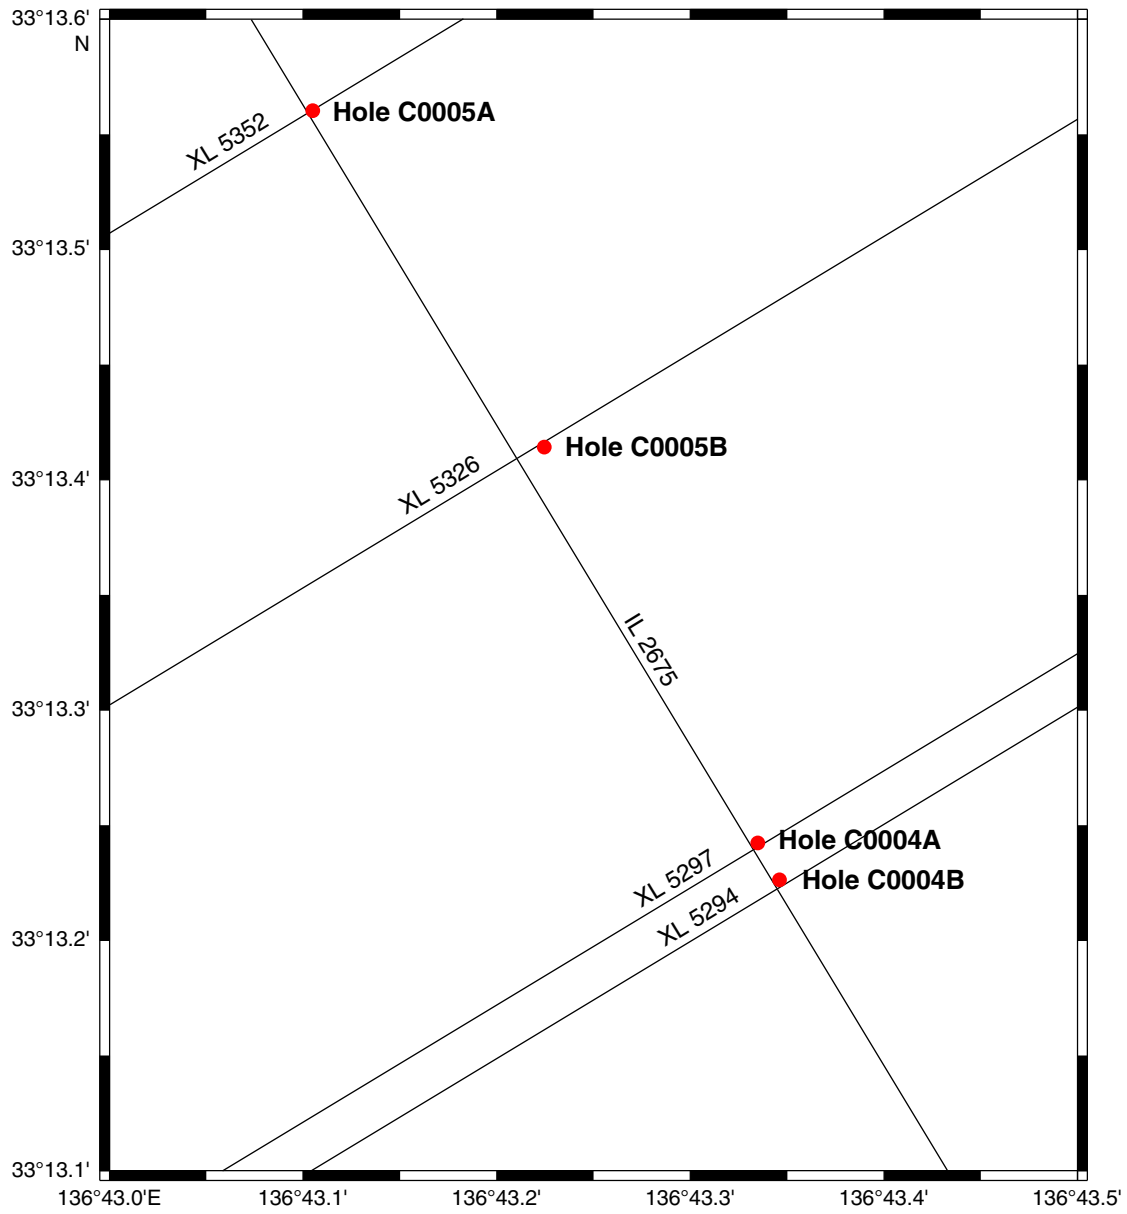 33°13.6'
N
Hole C0005A
XL 5352
33°13.5'
Hole C0005B
XL 5326
33°13.4'
IL 2675
33°13.3'
Hole C0004A
XL 5297
Hole C0004B
XL 5294
33°13.2'
33°13.1'
136°43.0'E
136°43.1'
136°43.2'
136°43.3'
136°43.4'
136°43.5'